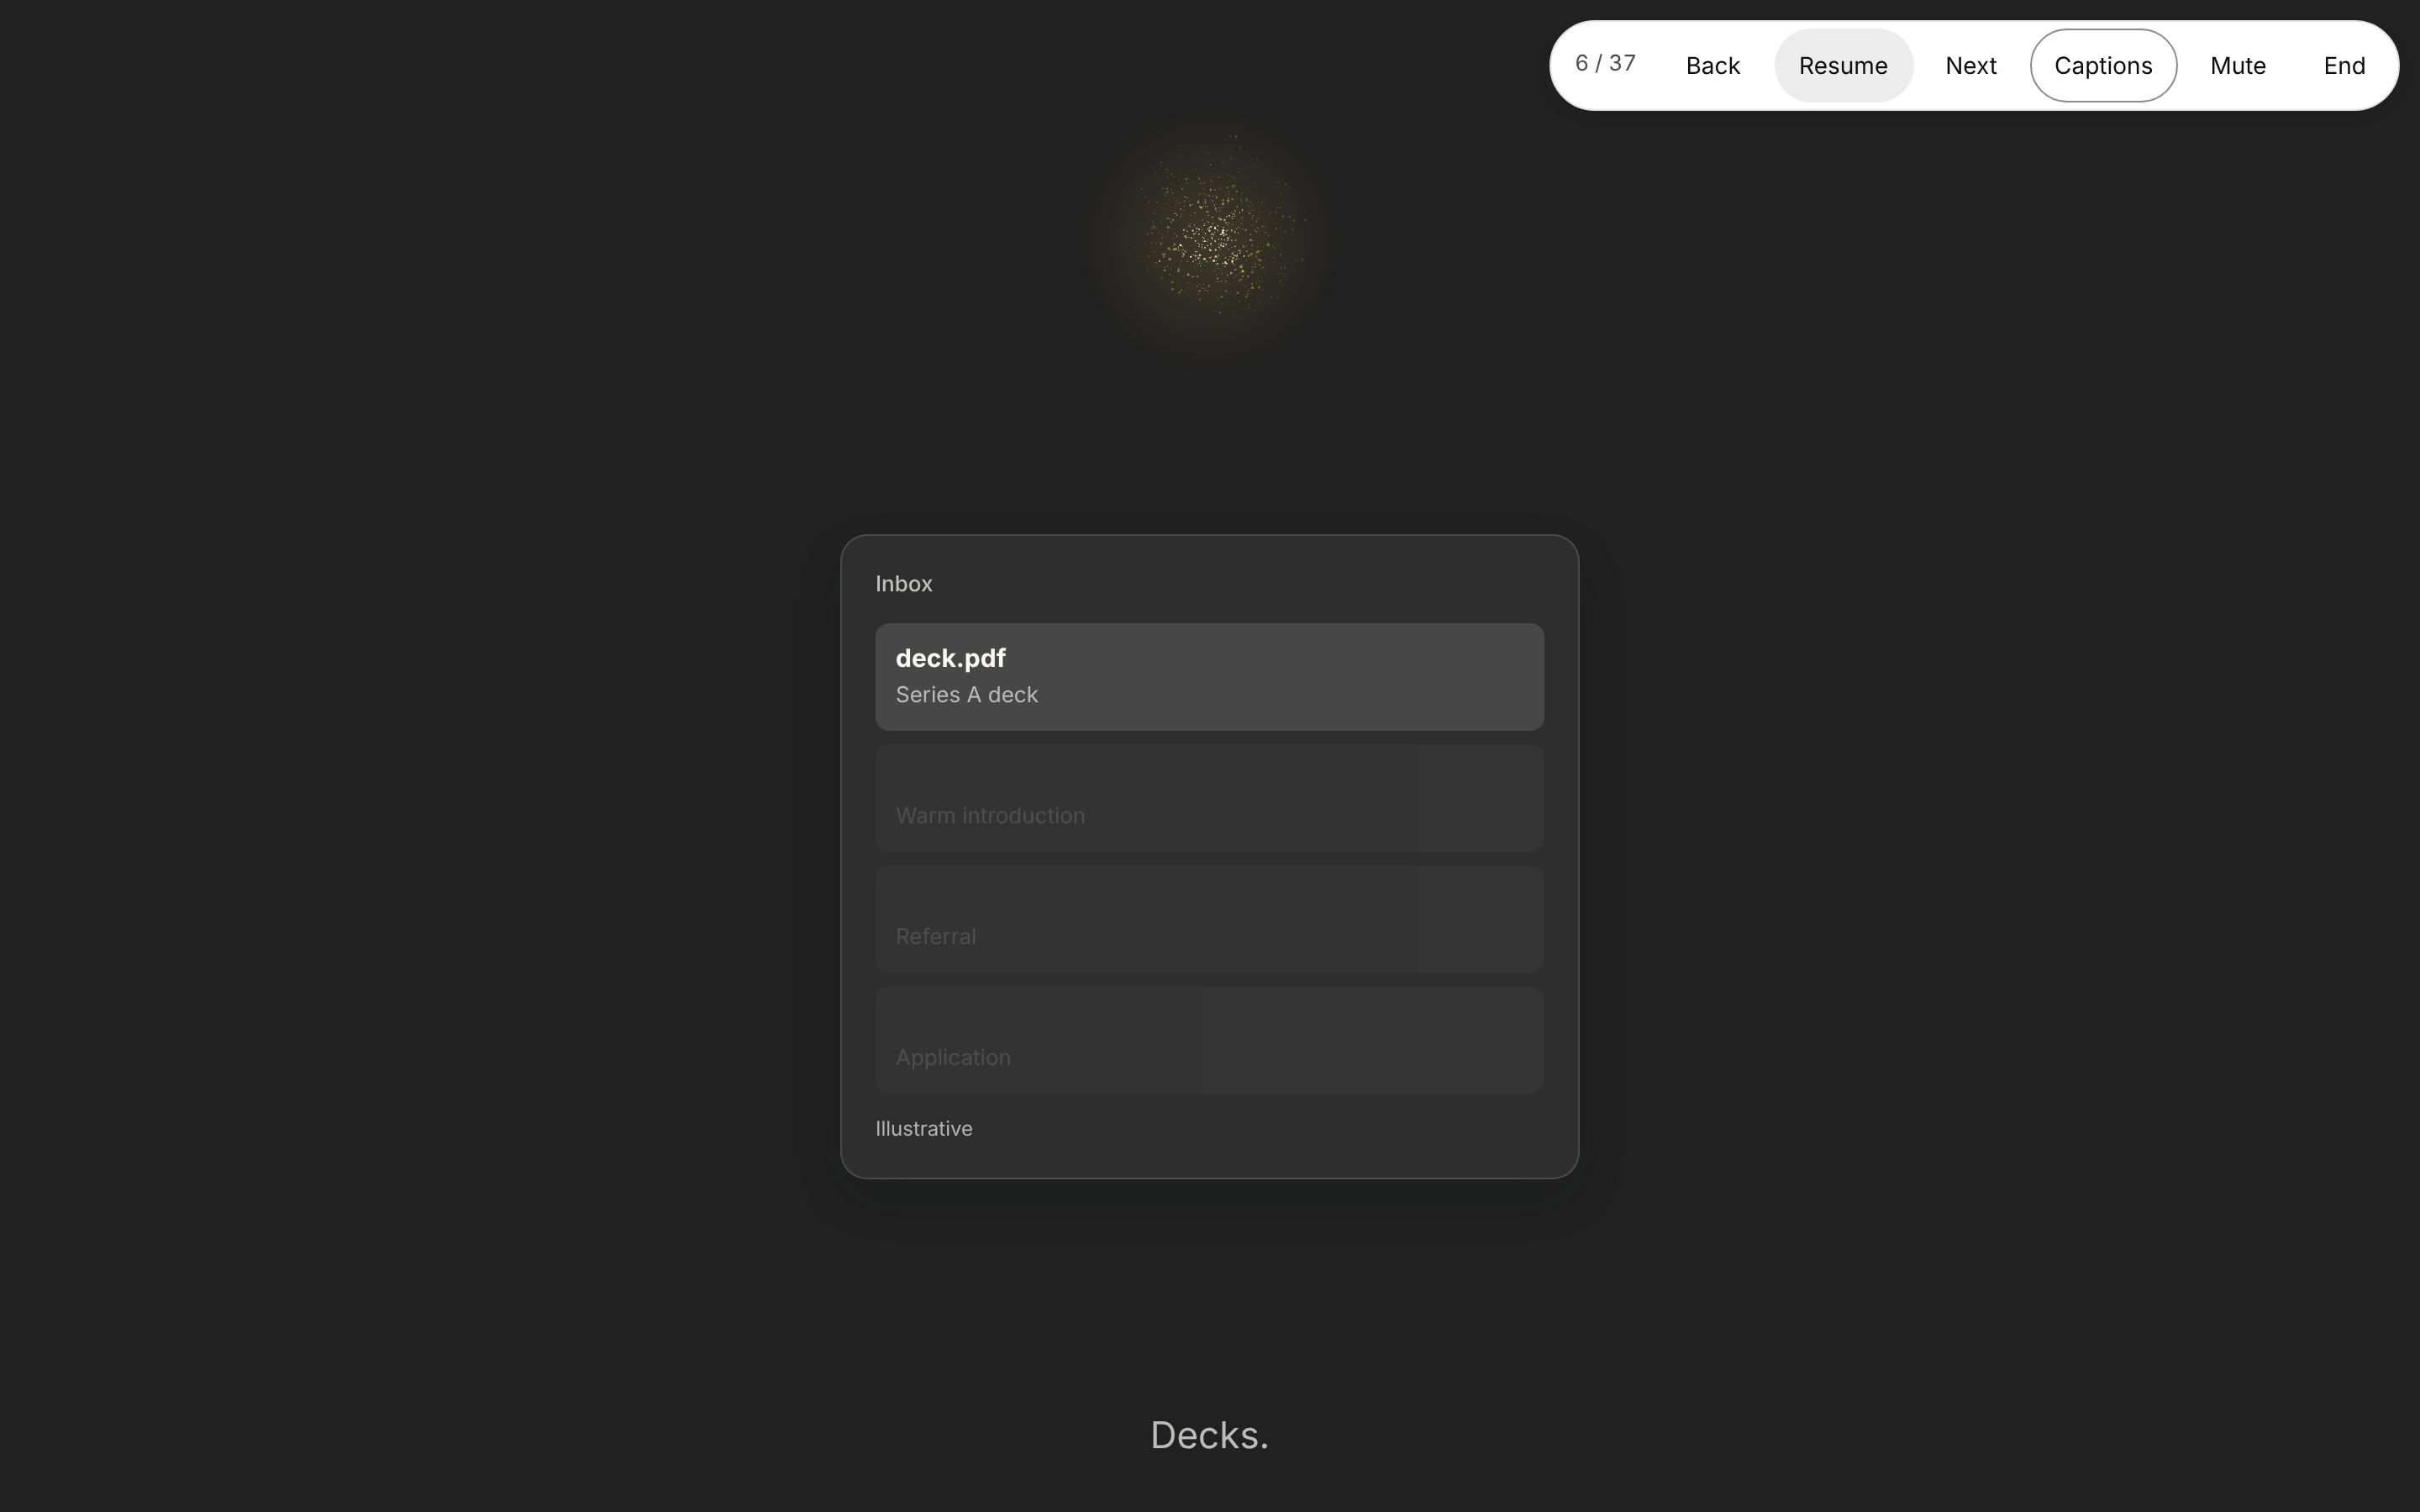 6 / 37 Back Resume Next Captions Mute End
Inbox
deck.pdf
Series A deck
Warm introduction
Referral
Application
Illustrative
Decks.